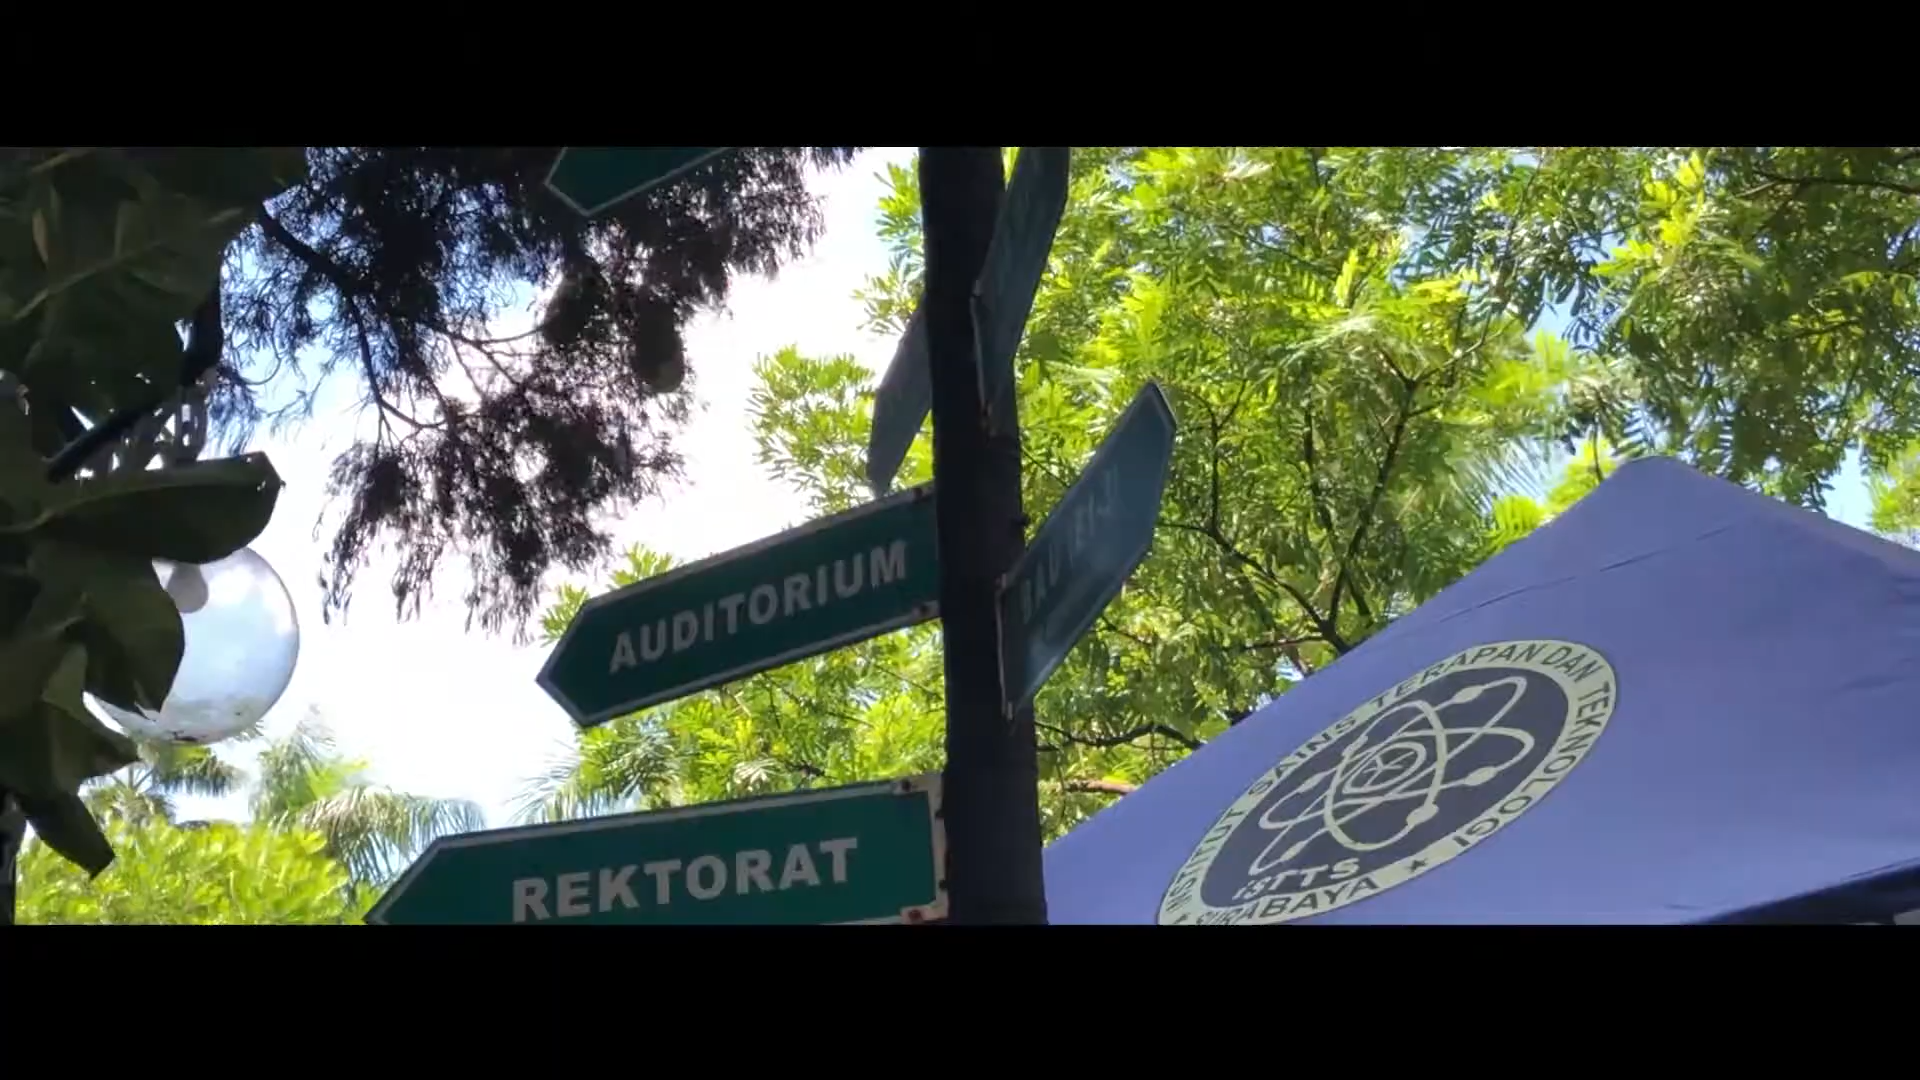 AUDITORIUM
REKTORAT
INSTITUT SAINS TERAPAN DAN TEKNOLOGI
iSTTS
★ SURABAYA ★